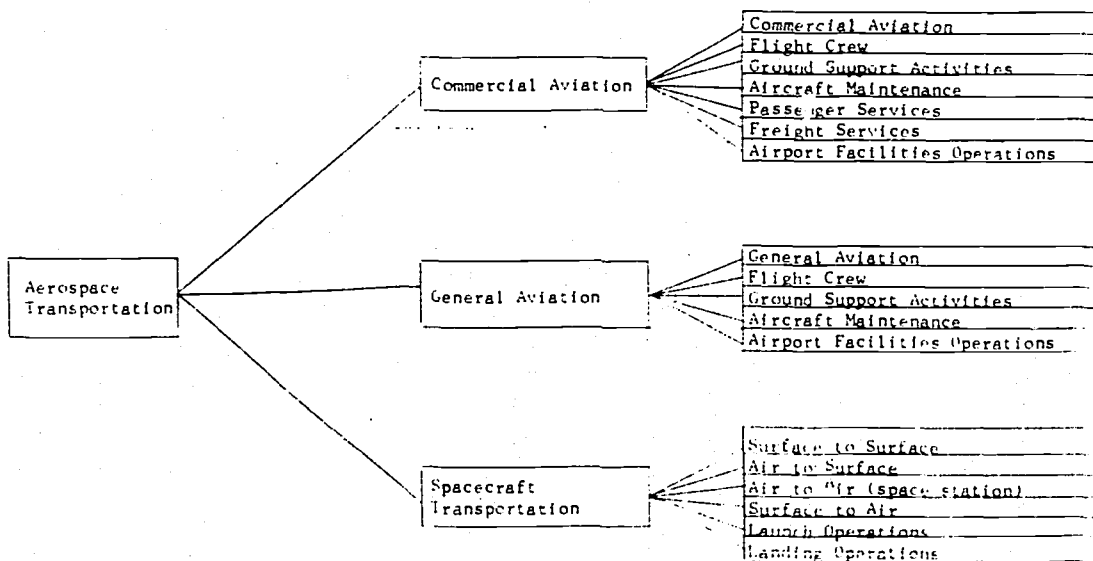 Commercial Aviation
Flight Crew
Ground Support Activities
Aircraft Maintenance
Passenger Services
Freight Services
Airport Facilities Operations
Commercial Aviation
Aerospace
Transportation
General Aviation
General Aviation
Flight Crew
Ground Support Activities
Aircraft Maintenance
Airport Facilities Operations
Spacecraft
Transportation
Surface to Surface
Air to Surface
Air to Air (space station)
Surface to Air
Launch Operations
Landing Operations